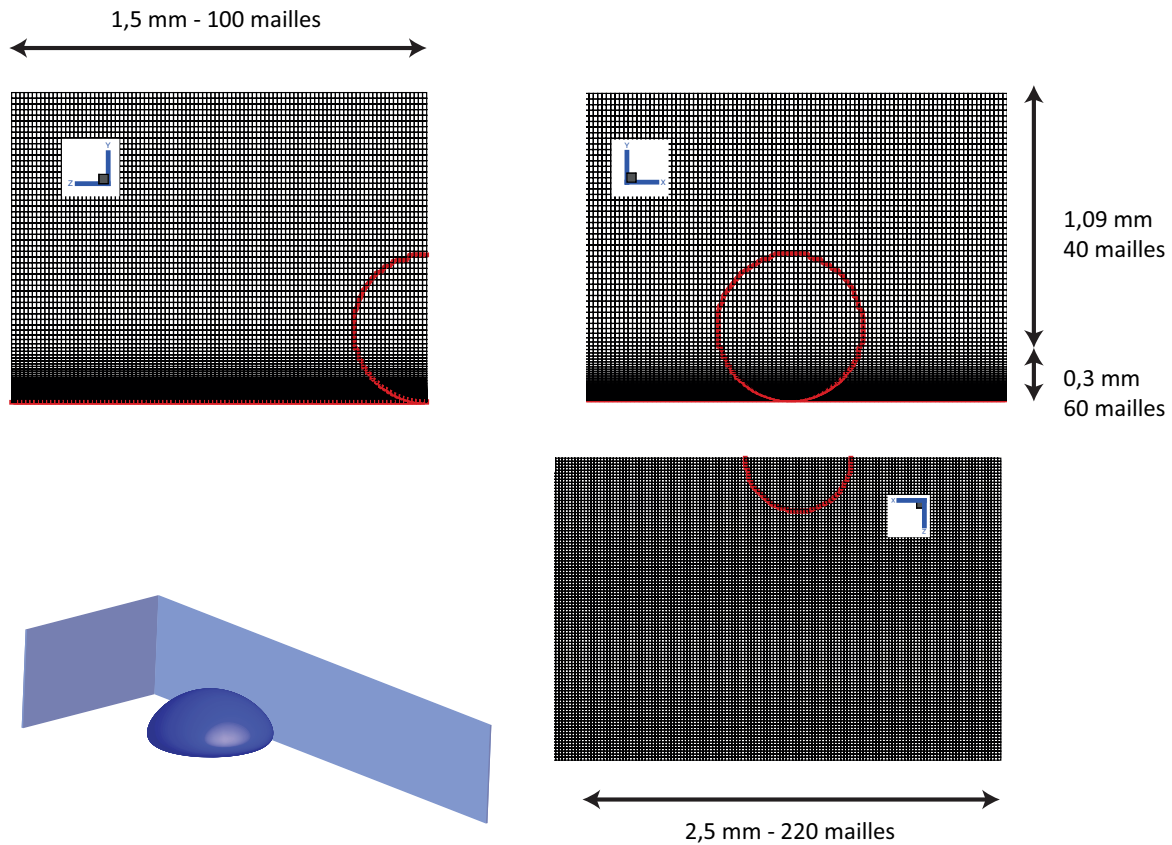 1,5 mm - 100 mailles
Y
Z
Y
X
1,09 mm
40 mailles
0,3 mm
60 mailles
X
Z
2,5 mm - 220 mailles